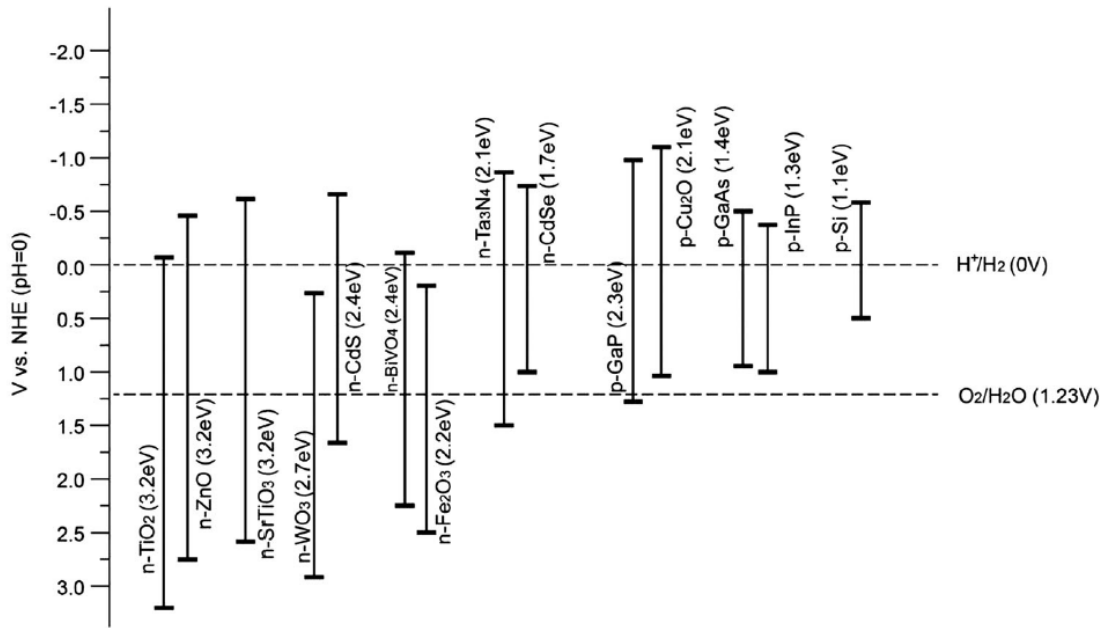 V vs. NHE (pH=0)
-2.0
-1.5
-1.0
-0.5
0.0
0.5
1.0
1.5
2.0
2.5
3.0
n-TiO₂ (3.2eV)
n-ZnO (3.2eV)
n-SrTiO₃ (3.2eV)
n-WO₃ (2.7eV)
n-CdS (2.4eV)
n-BiVO₄ (2.4eV)
n-Fe₂O₃ (2.2eV)
n-Ta₃N₄ (2.1eV)
n-CdSe (1.7eV)
p-GaP (2.3eV)
p-Cu₂O (2.1eV)
p-GaAs (1.4eV)
p-InP (1.3eV)
p-Si (1.1eV)
H⁺/H₂ (0V)
O₂/H₂O (1.23V)